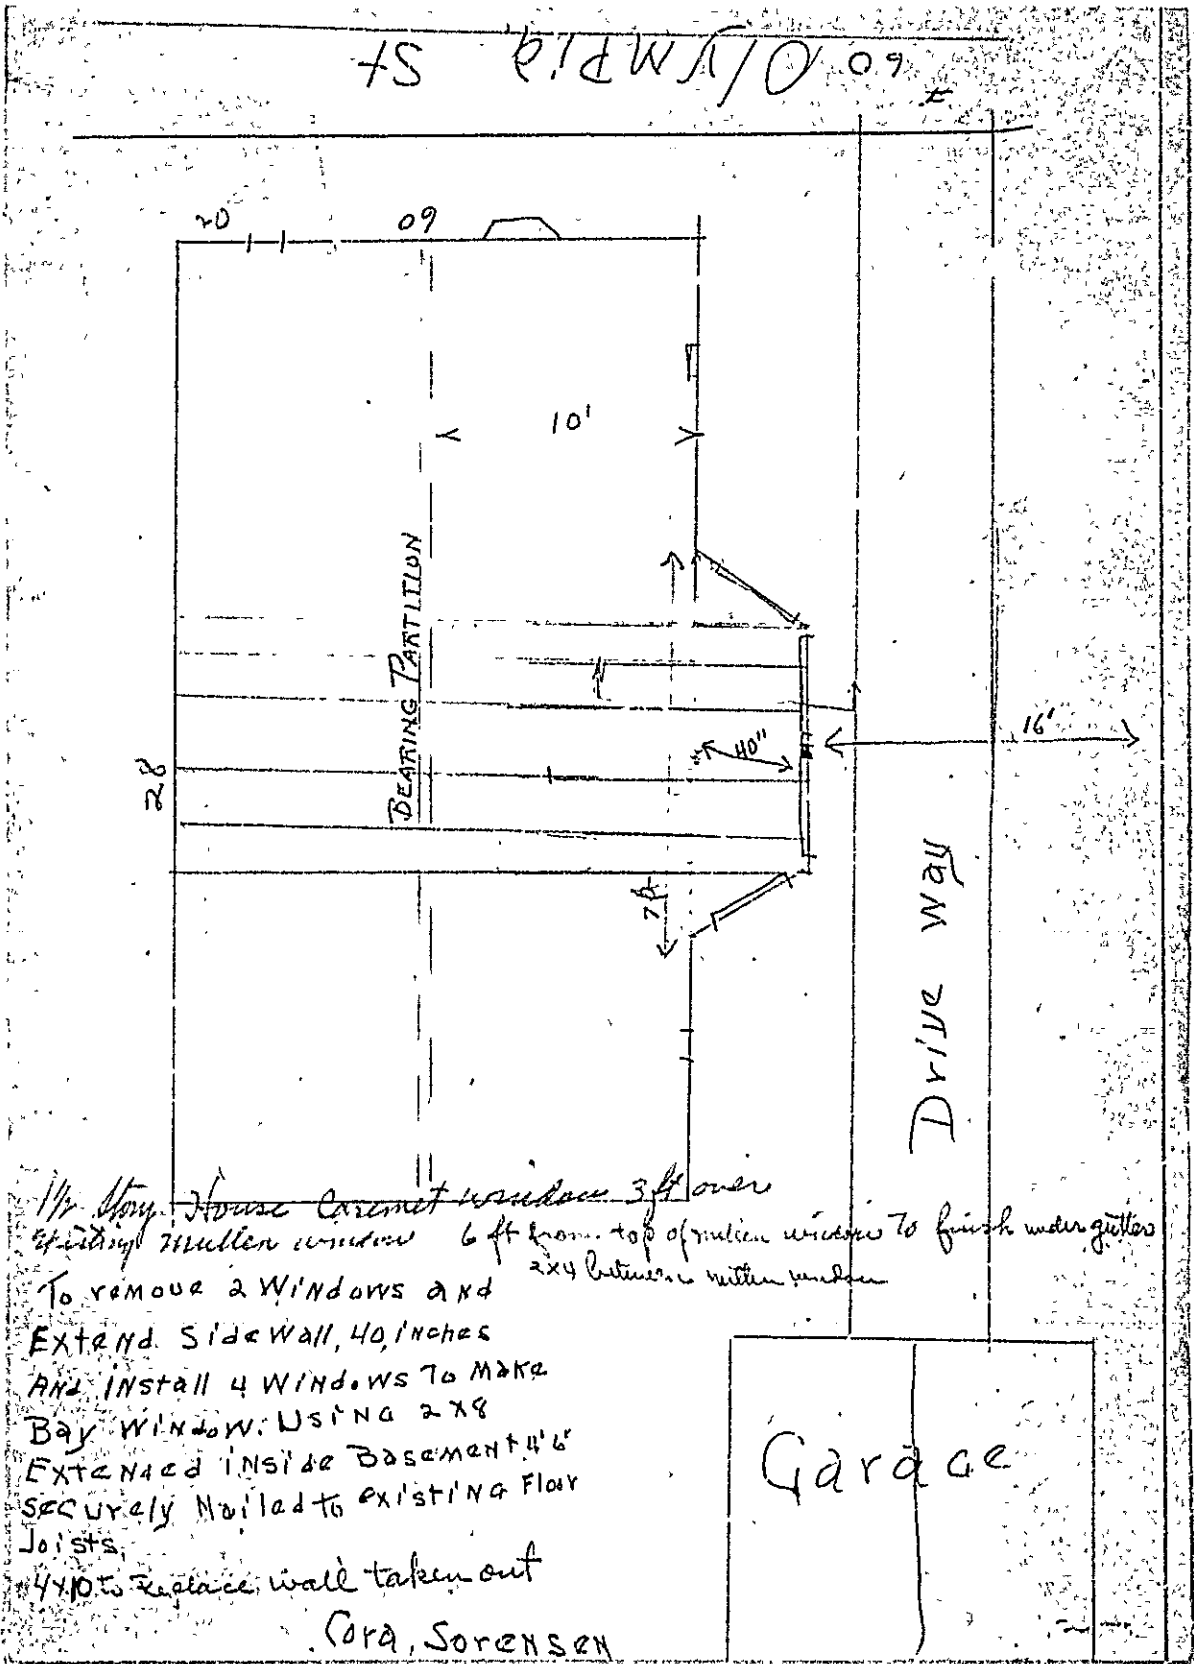 # 60 Olympia St
20
60
10'
BEARING PARTITION
28
40"
16'
7 ft
Drive Way
1½ Story House Casement window 3 ft over
existing mullen window 6 ft from top of mullen window To finish under gutter
2x4 between mullen window
To remove 2 Windows and
Extend Side Wall, 40, inches
And install 4 Windows To Make
Bay Window. Using 2x8
Extended inside Basement 4'6"
Securely Nailed to existing Floor
Joists.
4x10 to replace wall taken out
Cora, Sorensen
Garage